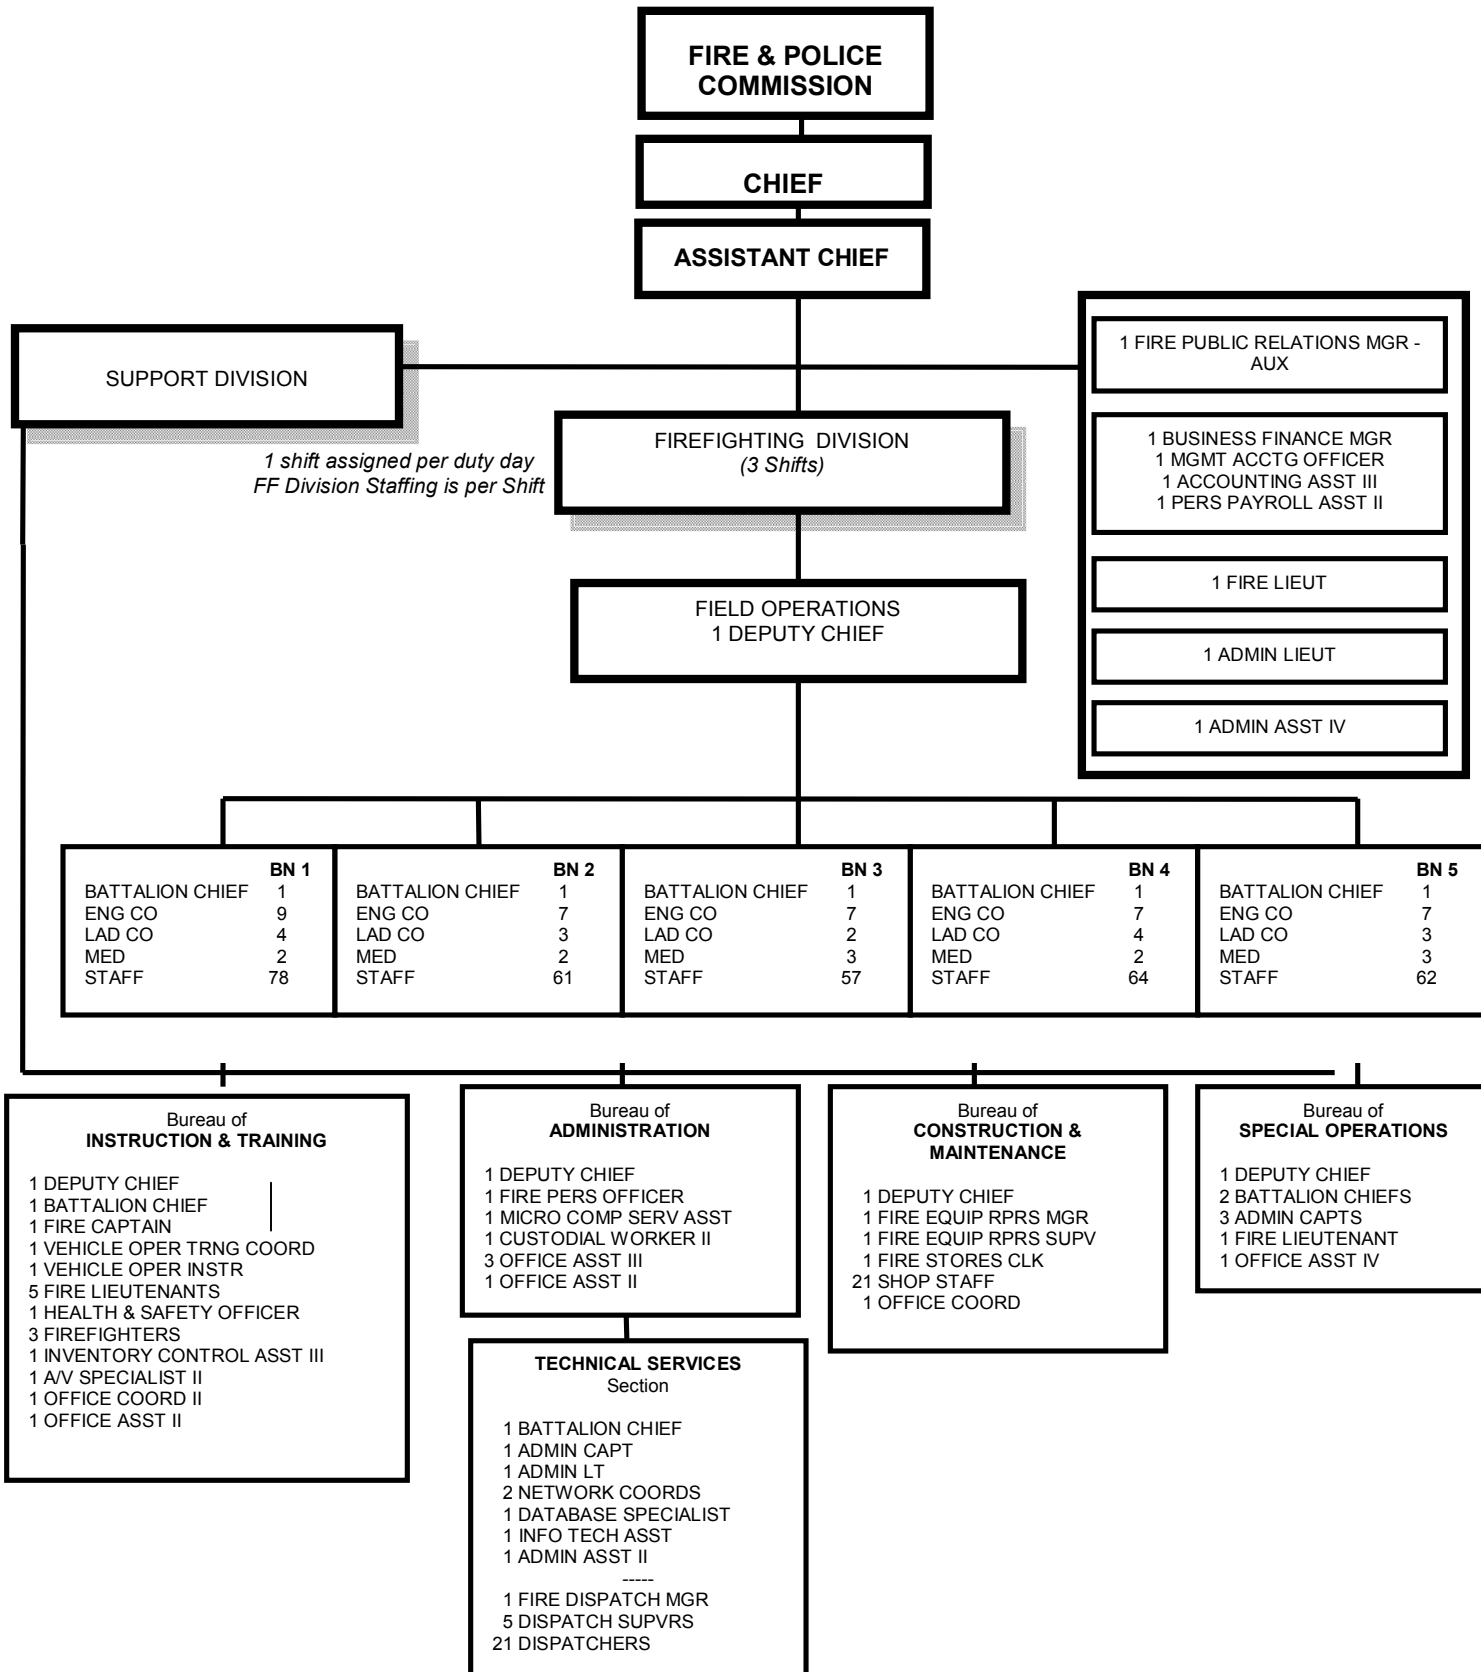 FIRE & POLICE
COMMISSION
CHIEF
ASSISTANT CHIEF
SUPPORT DIVISION
1 FIRE PUBLIC RELATIONS MGR -
AUX
1 BUSINESS FINANCE MGR
1 MGMT ACCTG OFFICER
1 ACCOUNTING ASST III
1 PERS PAYROLL ASST II
1 FIRE LIEUT
1 ADMIN LIEUT
1 ADMIN ASST IV
1 shift assigned per duty day
FF Division Staffing is per Shift
FIREFIGHTING DIVISION
(3 Shifts)
FIELD OPERATIONS
1 DEPUTY CHIEF
BN 1
BATTALION CHIEF 1
ENG CO 9
LAD CO 4
MED 2
STAFF 78
BN 2
BATTALION CHIEF 1
ENG CO 7
LAD CO 3
MED 2
STAFF 61
BN 3
BATTALION CHIEF 1
ENG CO 7
LAD CO 2
MED 3
STAFF 57
BN 4
BATTALION CHIEF 1
ENG CO 7
LAD CO 4
MED 2
STAFF 64
BN 5
BATTALION CHIEF 1
ENG CO 7
LAD CO 3
MED 3
STAFF 62
Bureau of
INSTRUCTION & TRAINING
1 DEPUTY CHIEF
1 BATTALION CHIEF
1 FIRE CAPTAIN
1 VEHICLE OPER TRNG COORD
1 VEHICLE OPER INSTR
5 FIRE LIEUTENANTS
1 HEALTH & SAFETY OFFICER
3 FIREFIGHTERS
1 INVENTORY CONTROL ASST III
1 A/V SPECIALIST II
1 OFFICE COORD II
1 OFFICE ASST II
Bureau of
ADMINISTRATION
1 DEPUTY CHIEF
1 FIRE PERS OFFICER
1 MICRO COMP SERV ASST
1 CUSTODIAL WORKER II
3 OFFICE ASST III
1 OFFICE ASST II
TECHNICAL SERVICES
Section
1 BATTALION CHIEF
1 ADMIN CAPT
1 ADMIN LT
2 NETWORK COORDS
1 DATABASE SPECIALIST
1 INFO TECH ASST
1 ADMIN ASST II
-----
1 FIRE DISPATCH MGR
5 DISPATCH SUPVRS
21 DISPATCHERS
Bureau of
CONSTRUCTION &
MAINTENANCE
1 DEPUTY CHIEF
1 FIRE EQUIP RPRS MGR
1 FIRE EQUIP RPRS SUPV
1 FIRE STORES CLK
21 SHOP STAFF
1 OFFICE COORD
Bureau of
SPECIAL OPERATIONS
1 DEPUTY CHIEF
2 BATTALION CHIEFS
3 ADMIN CAPTS
1 FIRE LIEUTENANT
1 OFFICE ASST IV